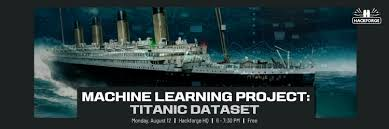 HACKFORGE
MACHINE LEARNING PROJECT:
TITANIC DATASET
Monday, August 12 | Hackforge HQ | 6 - 7:30 PM | Free